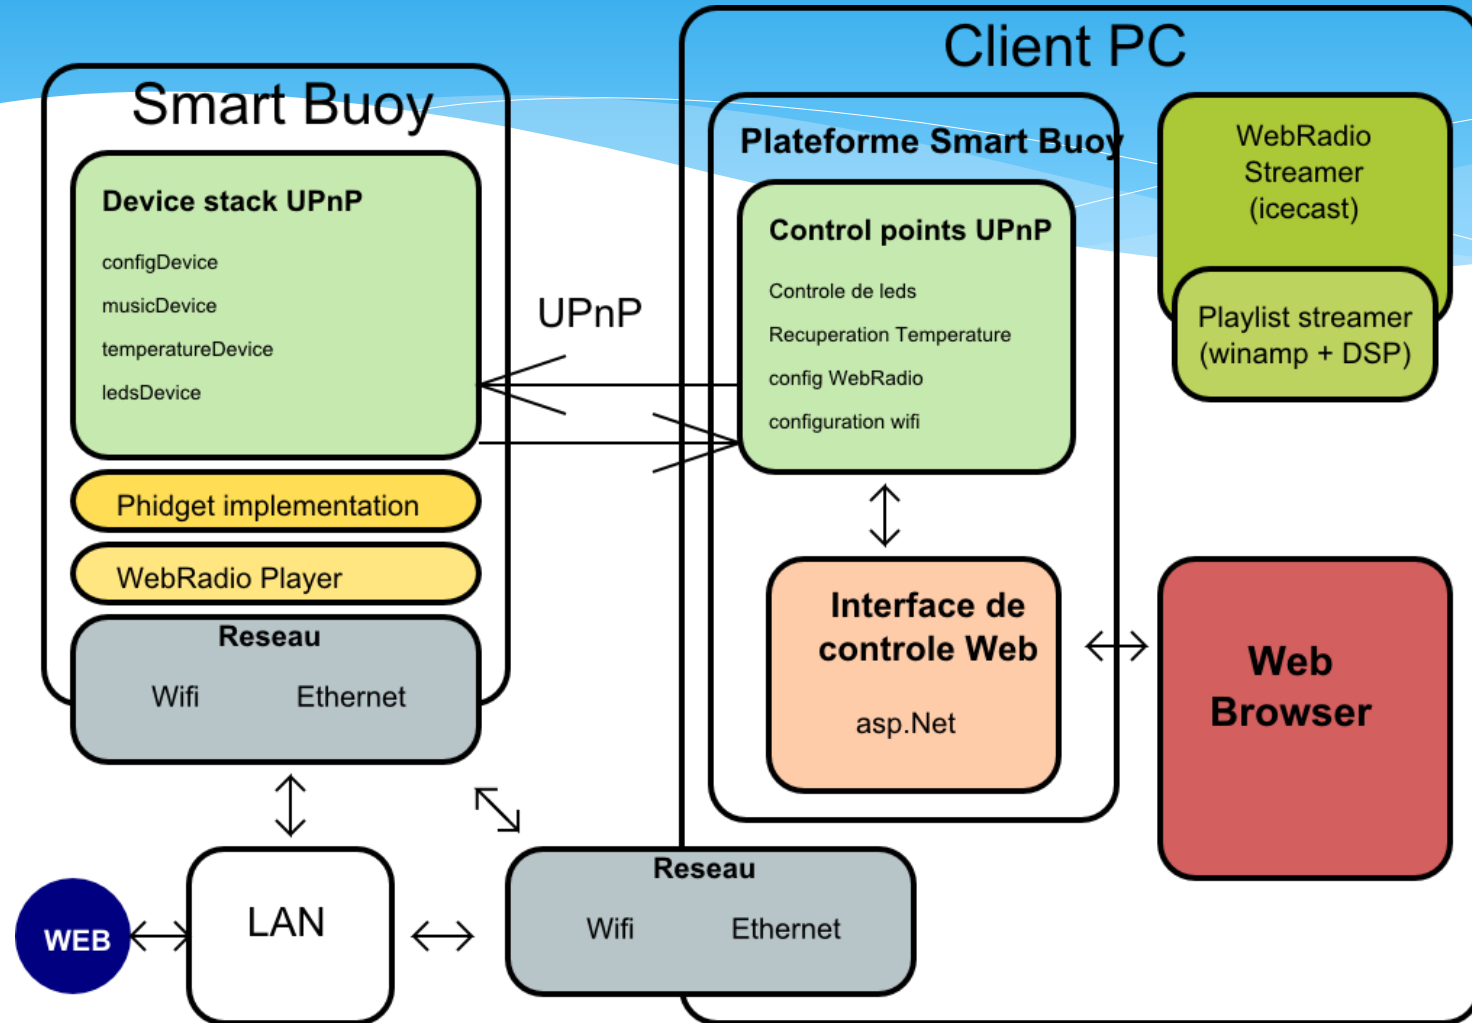 Smart Buoy
Device stack UPnP
configDevice
musicDevice
temperatureDevice
ledsDevice
Phidget implementation
WebRadio Player
Reseau
Wifi Ethernet
UPnP
Client PC
Plateforme Smart Buoy
Control points UPnP
Controle de leds
Recuperation Temperature
config WebRadio
configuration wifi
Interface de
controle Web
asp.Net
WebRadio
Streamer
(icecast)
Playlist streamer
(winamp + DSP)
Web
Browser
WEB
LAN
Reseau
Wifi Ethernet